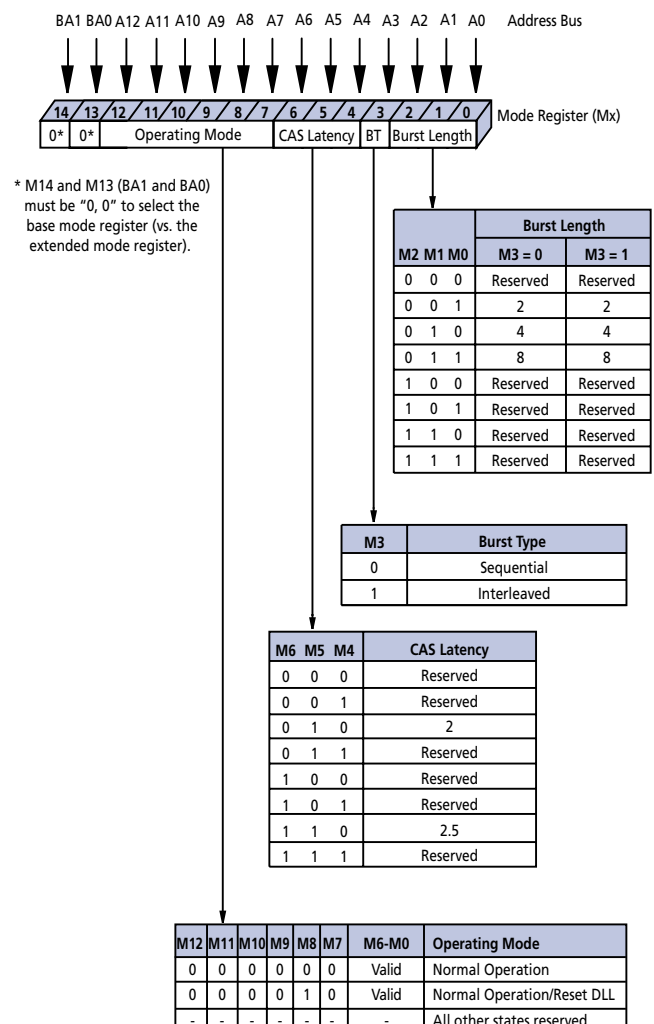 BA1 BA0 A12 A11 A10 A9 A8 A7 A6 A5 A4 A3 A2 A1 A0 Address Bus
14 13 12 11 10 9 8 7 6 5 4 3 2 1 0 Mode Register (Mx)
0* 0* Operating Mode CAS Latency BT Burst Length
* M14 and M13 (BA1 and BA0)
must be “0, 0” to select the
base mode register (vs. the
extended mode register).
Burst Length
M2 M1 M0 M3 = 0 M3 = 1
0 0 0 Reserved Reserved
0 0 1 2 2
0 1 0 4 4
0 1 1 8 8
1 0 0 Reserved Reserved
1 0 1 Reserved Reserved
1 1 0 Reserved Reserved
1 1 1 Reserved Reserved
M3 Burst Type
0 Sequential
1 Interleaved
M6 M5 M4 CAS Latency
0 0 0 Reserved
0 0 1 Reserved
0 1 0 2
0 1 1 Reserved
1 0 0 Reserved
1 0 1 Reserved
1 1 0 2.5
1 1 1 Reserved
M12 M11 M10 M9 M8 M7 M6-M0 Operating Mode
0 0 0 0 0 0 Valid Normal Operation
0 0 0 0 1 0 Valid Normal Operation/Reset DLL
- - - - - - - All other states reserved